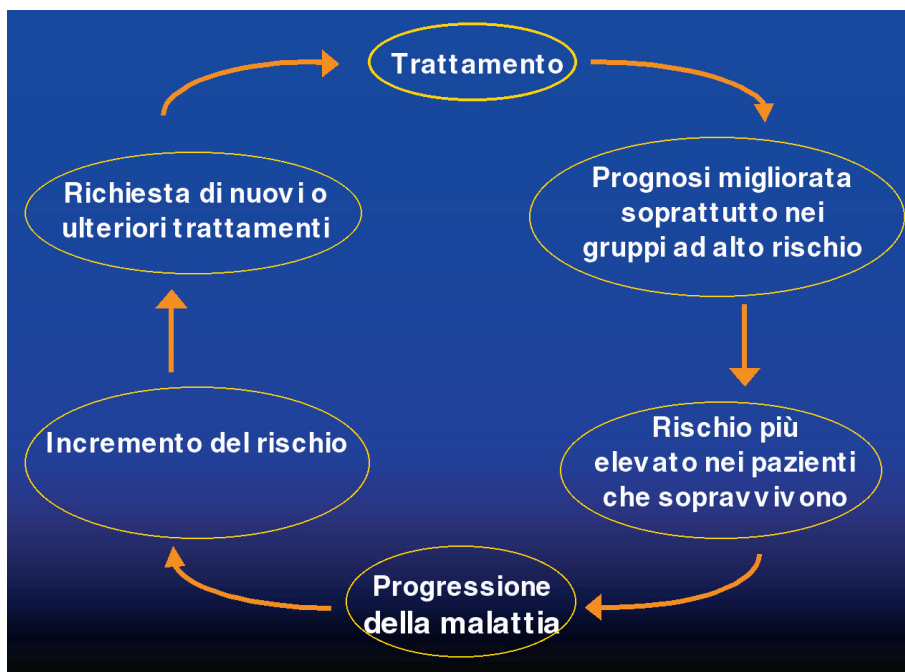 Trattamento
Prognosi migliorata
soprattutto nei
gruppi ad alto rischio
Rischio più
elevato nei pazienti
che sopravvivono
Progressione
della malattia
Incremento del rischio
Richiesta di nuovi o
ulteriori trattamenti